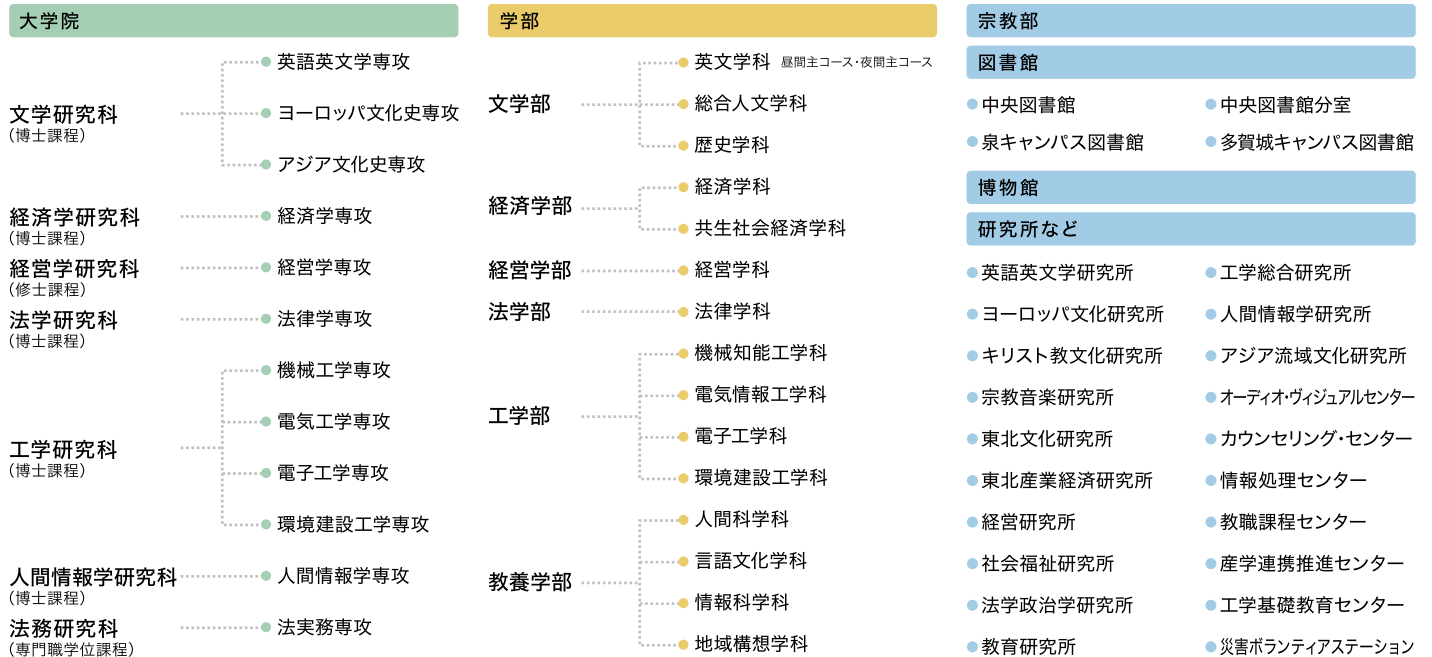 大学院
文学研究科
(博士課程)
英語英文学専攻
ヨーロッパ文化史専攻
アジア文化史専攻
経済学研究科
(博士課程)
経済学専攻
経営学研究科
(修士課程)
経営学専攻
法学研究科
(博士課程)
法律学専攻
工学研究科
(博士課程)
機械工学専攻
電気工学専攻
電子工学専攻
環境建設工学専攻
人間情報学研究科
(博士課程)
人間情報学専攻
法務研究科
(専門職学位課程)
法実務専攻
学部
文学部
英文学科 昼間主コース・夜間主コース
総合人文学科
歴史学科
経済学部
経済学科
共生社会経済学科
経営学部
経営学科
法学部
法律学科
工学部
機械知能工学科
電気情報工学科
電子工学科
環境建設工学科
教養学部
人間科学科
言語文化学科
情報科学科
地域構想学科
宗教部
図書館
中央図書館
中央図書館分室
泉キャンパス図書館
多賀城キャンパス図書館
博物館
研究所など
英語英文学研究所
工学総合研究所
ヨーロッパ文化研究所
人間情報学研究所
キリスト教文化研究所
アジア流域文化研究所
宗教音楽研究所
オーディオ・ヴィジュアルセンター
東北文化研究所
カウンセリング・センター
東北産業経済研究所
情報処理センター
経営研究所
教職課程センター
社会福祉研究所
産学連携推進センター
法学政治学研究所
工学基礎教育センター
教育研究所
災害ボランティアステーション